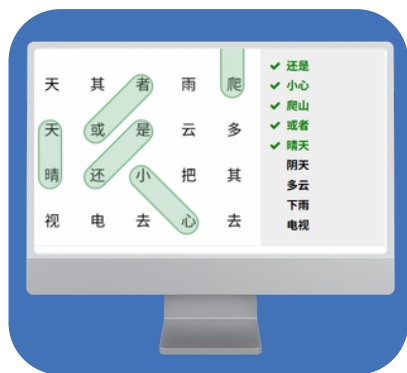 天 其 者 雨 爬
天 或 是 云 多
晴 还 小 把 其
视 电 去 心 去
还是
小心
爬山
或者
晴天
阴天
多云
下雨
电视